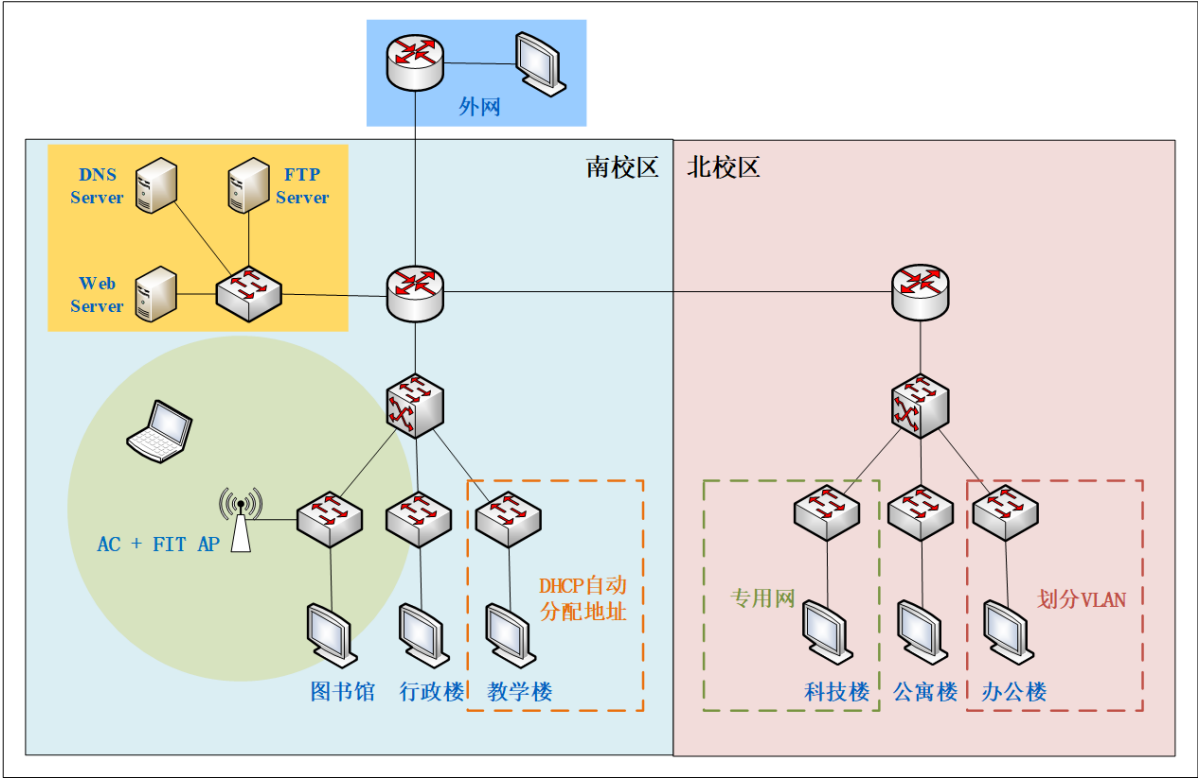 外网
南校区
北校区
DNS
Server
FTP
Server
Web
Server
AC + FIT AP
DHCP自动
分配地址
专用网
划分VLAN
图书馆
行政楼
教学楼
科技楼
公寓楼
办公楼